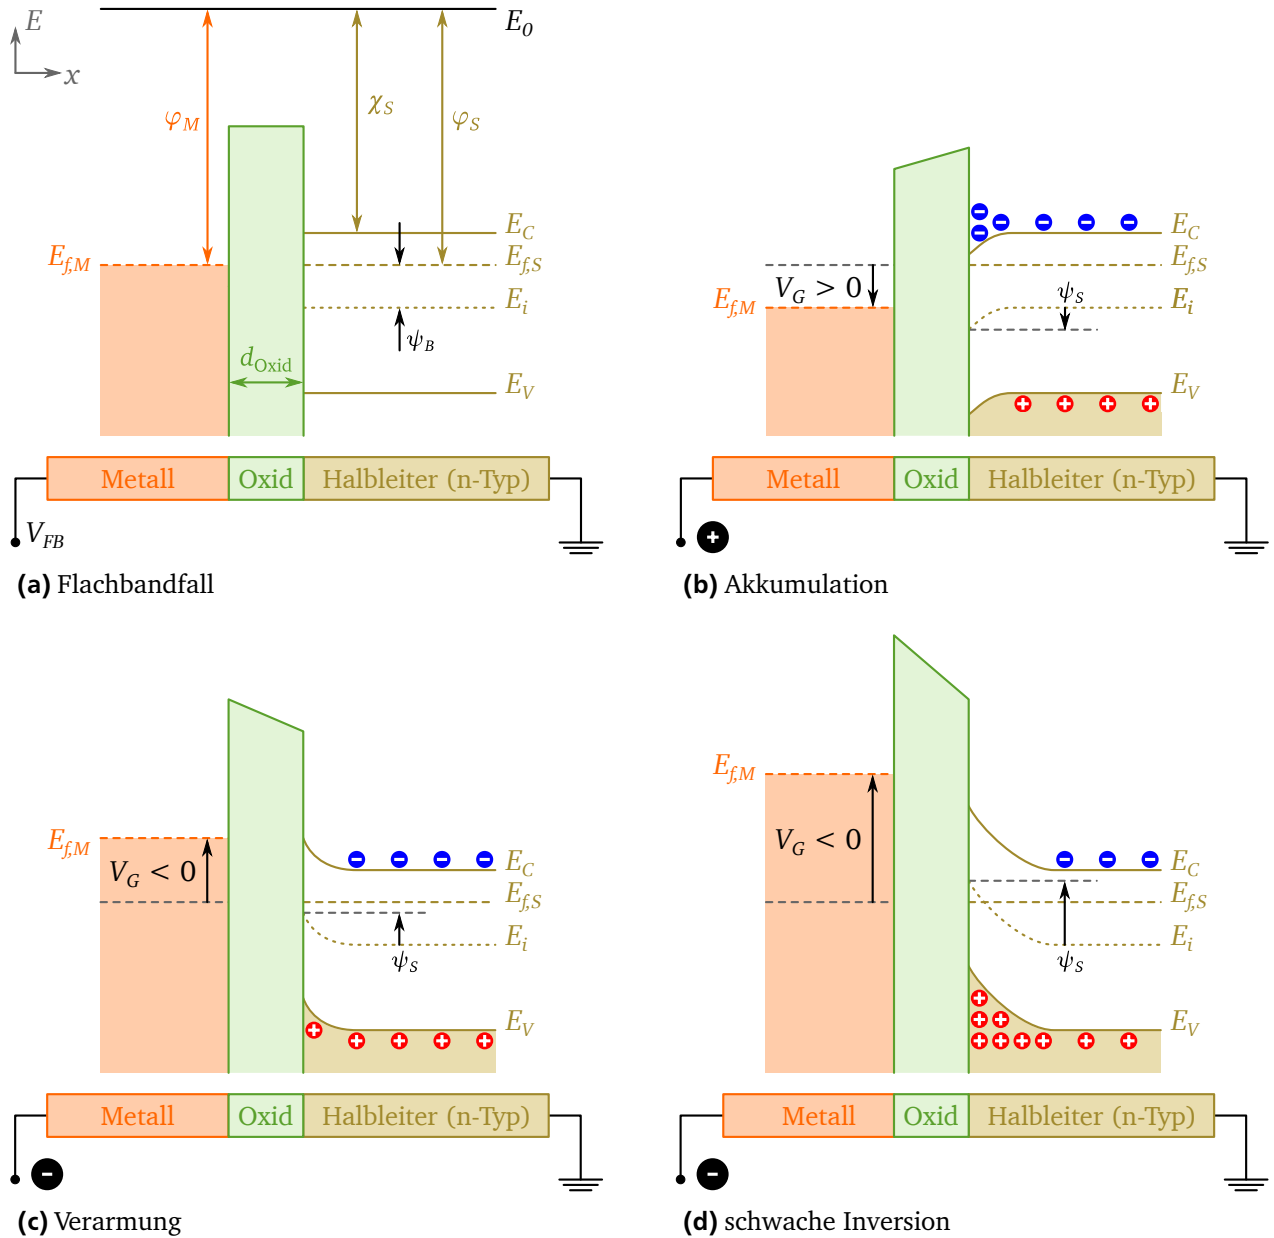 E
E0
x
φM
χS
φS
EC
Ef,M
Ef,S
Ei
ψB
dOxid
EV
Metall
Oxid
Halbleiter (n-Typ)
VFB
(a) Flachbandfall
EC
Ef,S
VG > 0
ψS
Ei
Ef,M
EV
Metall
Oxid
Halbleiter (n-Typ)
+
(b) Akkumulation
Ef,M
VG < 0
EC
Ef,S
Ei
ψS
EV
Metall
Oxid
Halbleiter (n-Typ)
-
(c) Verarmung
Ef,M
VG < 0
EC
Ef,S
Ei
ψS
EV
Metall
Oxid
Halbleiter (n-Typ)
-
(d) schwache Inversion